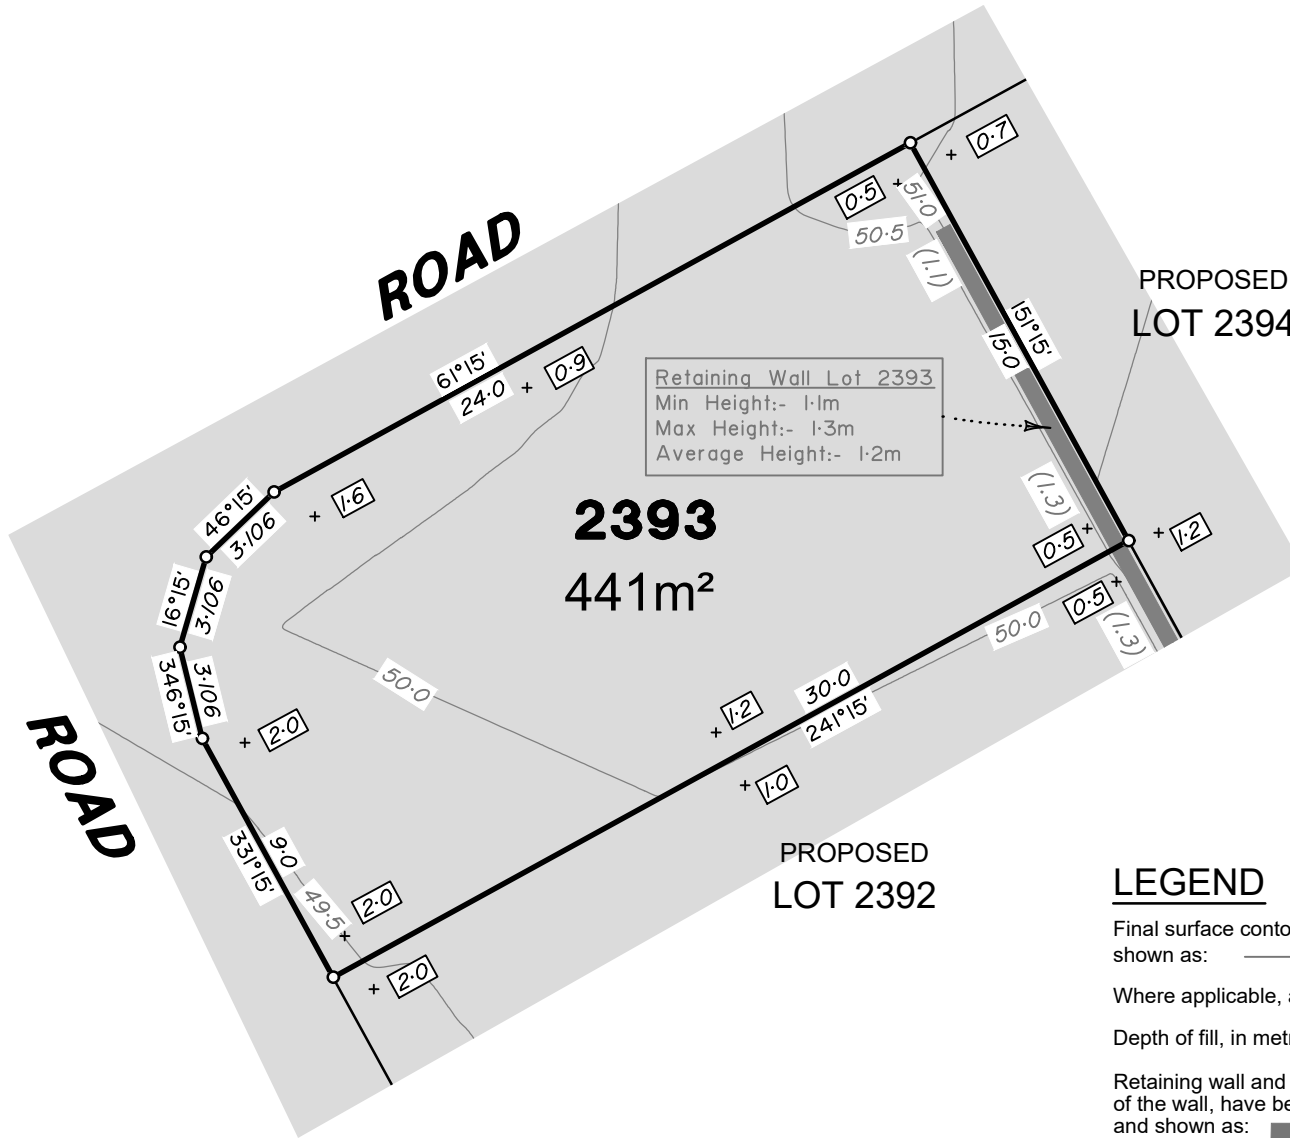 0·7
0·5
51·0
50·5
(1.1)
ROAD
PROPOSED
LOT 2394
151°15'
15·0
61°15'
24·0
0·9
Retaining Wall Lot 2393
Min Height:- 1·1m
Max Height:- 1·3m
Average Height:- 1·2m
46°15'
3·106
1·6
2393
441m²
(1.3)
0·5
1·2
16°15'
3·106
0·5
50·0
(1.3)
346°15'
3·106
50·0
30·0
241°15'
1·2
2·0
1·0
ROAD
9·0
331°15'
49·5
2·0
2·0
PROPOSED
LOT 2392
LEGEND
Final surface conto
shown as:
Where applicable, a
Depth of fill, in metr
Retaining wall and
of the wall, have be
and shown as: